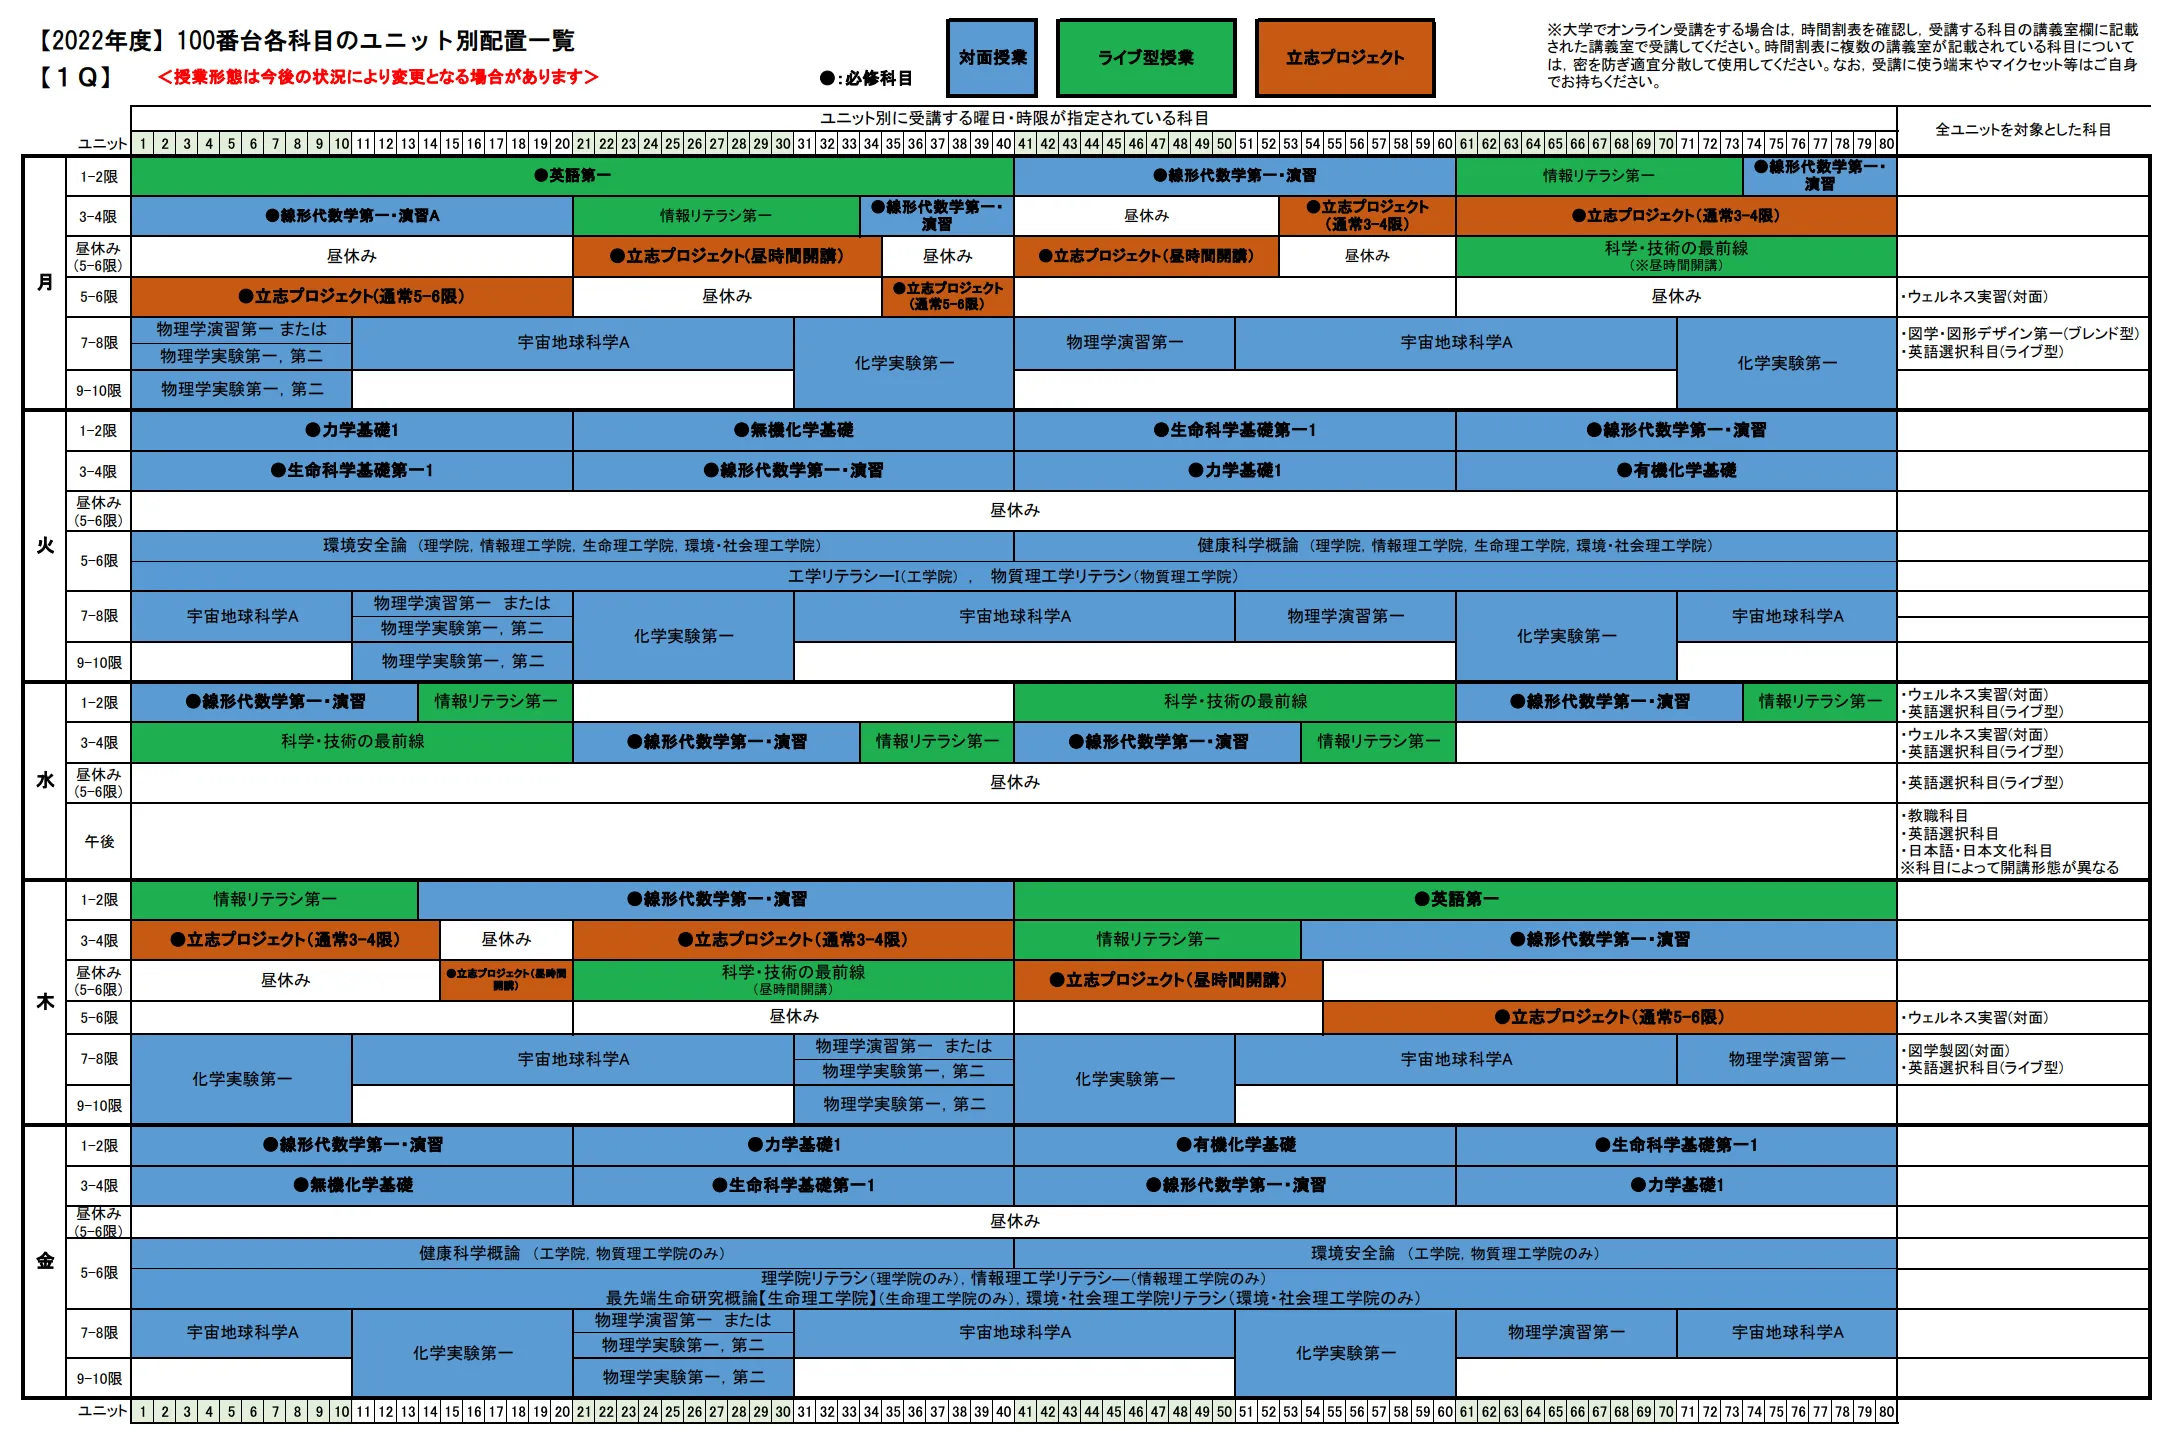 【2022年度】100番台各科目のユニット別配置一覧
【１Ｑ】
＜授業形態は今後の状況により変更となる場合があります＞
●：必修科目
対面授業
ライブ型授業
立志プロジェクト
※大学でオンライン受講をする場合は，時間割表を確認し，受講する科目の講義室欄に記載
された講義室で受講してください。時間割表に複数の講義室が記載されている科目について
は，密を防ぎ適宜分散して使用してください。なお，受講に使う端末やマイクセット等はご自身
でお持ちください。
ユニット別に受講する曜日・時限が指定されている科目
全ユニットを対象とした科目
ユニット 1 2 3 4 5 6 7 8 9 10 11 12 13 14 15 16 17 18 19 20 21 22 23 24 25 26 27 28 29 30 31 32 33 34 35 36 37 38 39 40 41 42 43 44 45 46 47 48 49 50 51 52 53 54 55 56 57 58 59 60 61 62 63 64 65 66 67 68 69 70 71 72 73 74 75 76 77 78 79 80
月
1-2限
●英語第一
●線形代数学第一・演習
情報リテラシ第一
●線形代数学第一・
演習
3-4限
●線形代数学第一・演習A
情報リテラシ第一
●線形代数学第一・
演習
昼休み
●立志プロジェクト
（通常3-4限）
●立志プロジェクト（通常3-4限）
昼休み
（5-6限）
昼休み
●立志プロジェクト(昼時間開講）
昼休み
●立志プロジェクト（昼時間開講）
昼休み
科学・技術の最前線
（※昼時間開講）
5-6限
●立志プロジェクト(通常5-6限）
昼休み
●立志プロジェクト
（通常5-6限）
昼休み
・ウェルネス実習(対面）
7-8限
物理学演習第一 または
物理学実験第一，第二
宇宙地球科学A
化学実験第一
物理学演習第一
宇宙地球科学A
化学実験第一
・図学・図形デザイン第一(ブレンド型）
・英語選択科目(ライブ型）
9-10限
物理学実験第一，第二
火
1-2限
●力学基礎1
●無機化学基礎
●生命科学基礎第一1
●線形代数学第一・演習
3-4限
●生命科学基礎第一1
●線形代数学第一・演習
●力学基礎1
●有機化学基礎
昼休み
（5-6限）
昼休み
5-6限
環境安全論 （理学院，情報理工学院，生命理工学院，環境・社会理工学院）
健康科学概論 （理学院，情報理工学院，生命理工学院，環境・社会理工学院）
工学リテラシーI（工学院） ， 物質理工学リテラシ（物質理工学院）
7-8限
宇宙地球科学A
物理学演習第一 または
物理学実験第一，第二
化学実験第一
宇宙地球科学A
物理学演習第一
化学実験第一
宇宙地球科学A
9-10限
物理学実験第一，第二
水
1-2限
●線形代数学第一・演習
情報リテラシ第一
科学・技術の最前線
●線形代数学第一・演習
情報リテラシ第一
・ウェルネス実習(対面）
・英語選択科目(ライブ型）
3-4限
科学・技術の最前線
●線形代数学第一・演習
情報リテラシ第一
●線形代数学第一・演習
情報リテラシ第一
・ウェルネス実習(対面）
・英語選択科目(ライブ型）
昼休み
（5-6限）
昼休み
・英語選択科目(ライブ型）
午後
・教職科目
・英語選択科目
・日本語・日本文化科目
※科目によって開講形態が異なる
木
1-2限
情報リテラシ第一
●線形代数学第一・演習
●英語第一
3-4限
●立志プロジェクト（通常3-4限）
昼休み
●立志プロジェクト（通常3-4限）
情報リテラシ第一
●線形代数学第一・演習
昼休み
（5-6限）
昼休み
●立志プロジェクト（昼時間
開講）
科学・技術の最前線
（昼時間開講）
●立志プロジェクト（昼時間開講）
5-6限
昼休み
●立志プロジェクト（通常5-6限）
・ウェルネス実習(対面）
7-8限
化学実験第一
宇宙地球科学A
物理学演習第一 または
物理学実験第一，第二
化学実験第一
宇宙地球科学A
物理学演習第一
・図学製図(対面）
・英語選択科目(ライブ型）
9-10限
物理学実験第一，第二
金
1-2限
●線形代数学第一・演習
●力学基礎1
●有機化学基礎
●生命科学基礎第一1
3-4限
●無機化学基礎
●生命科学基礎第一1
●線形代数学第一・演習
●力学基礎1
昼休み
（5-6限）
昼休み
5-6限
健康科学概論 （工学院，物質理工学院のみ）
環境安全論 （工学院，物質理工学院のみ）
理学院リテラシ（理学院のみ），情報理工学リテラシ―（情報理工学院のみ）
最先端生命研究概論【生命理工学院】（生命理工学院のみ），環境・社会理工学院リテラシ（環境・社会理工学院のみ）
7-8限
宇宙地球科学A
化学実験第一
物理学演習第一 または
物理学実験第一，第二
宇宙地球科学A
化学実験第一
物理学演習第一
宇宙地球科学A
9-10限
物理学実験第一，第二
ユニット 1 2 3 4 5 6 7 8 9 10 11 12 13 14 15 16 17 18 19 20 21 22 23 24 25 26 27 28 29 30 31 32 33 34 35 36 37 38 39 40 41 42 43 44 45 46 47 48 49 50 51 52 53 54 55 56 57 58 59 60 61 62 63 64 65 66 67 68 69 70 71 72 73 74 75 76 77 78 79 80